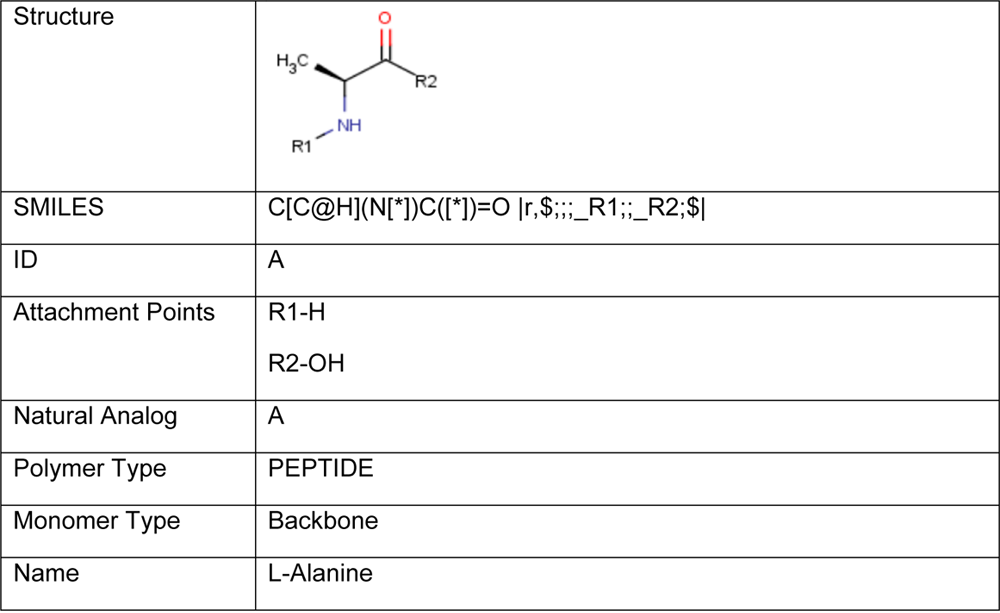 Structure
O
H3C
R2
NH
R1
SMILES
C[C@H](N[*])C([*])=O |r,$;;;_R1;;_R2;$|
ID
A
Attachment Points
R1-H
R2-OH
Natural Analog
A
Polymer Type
PEPTIDE
Monomer Type
Backbone
Name
L-Alanine